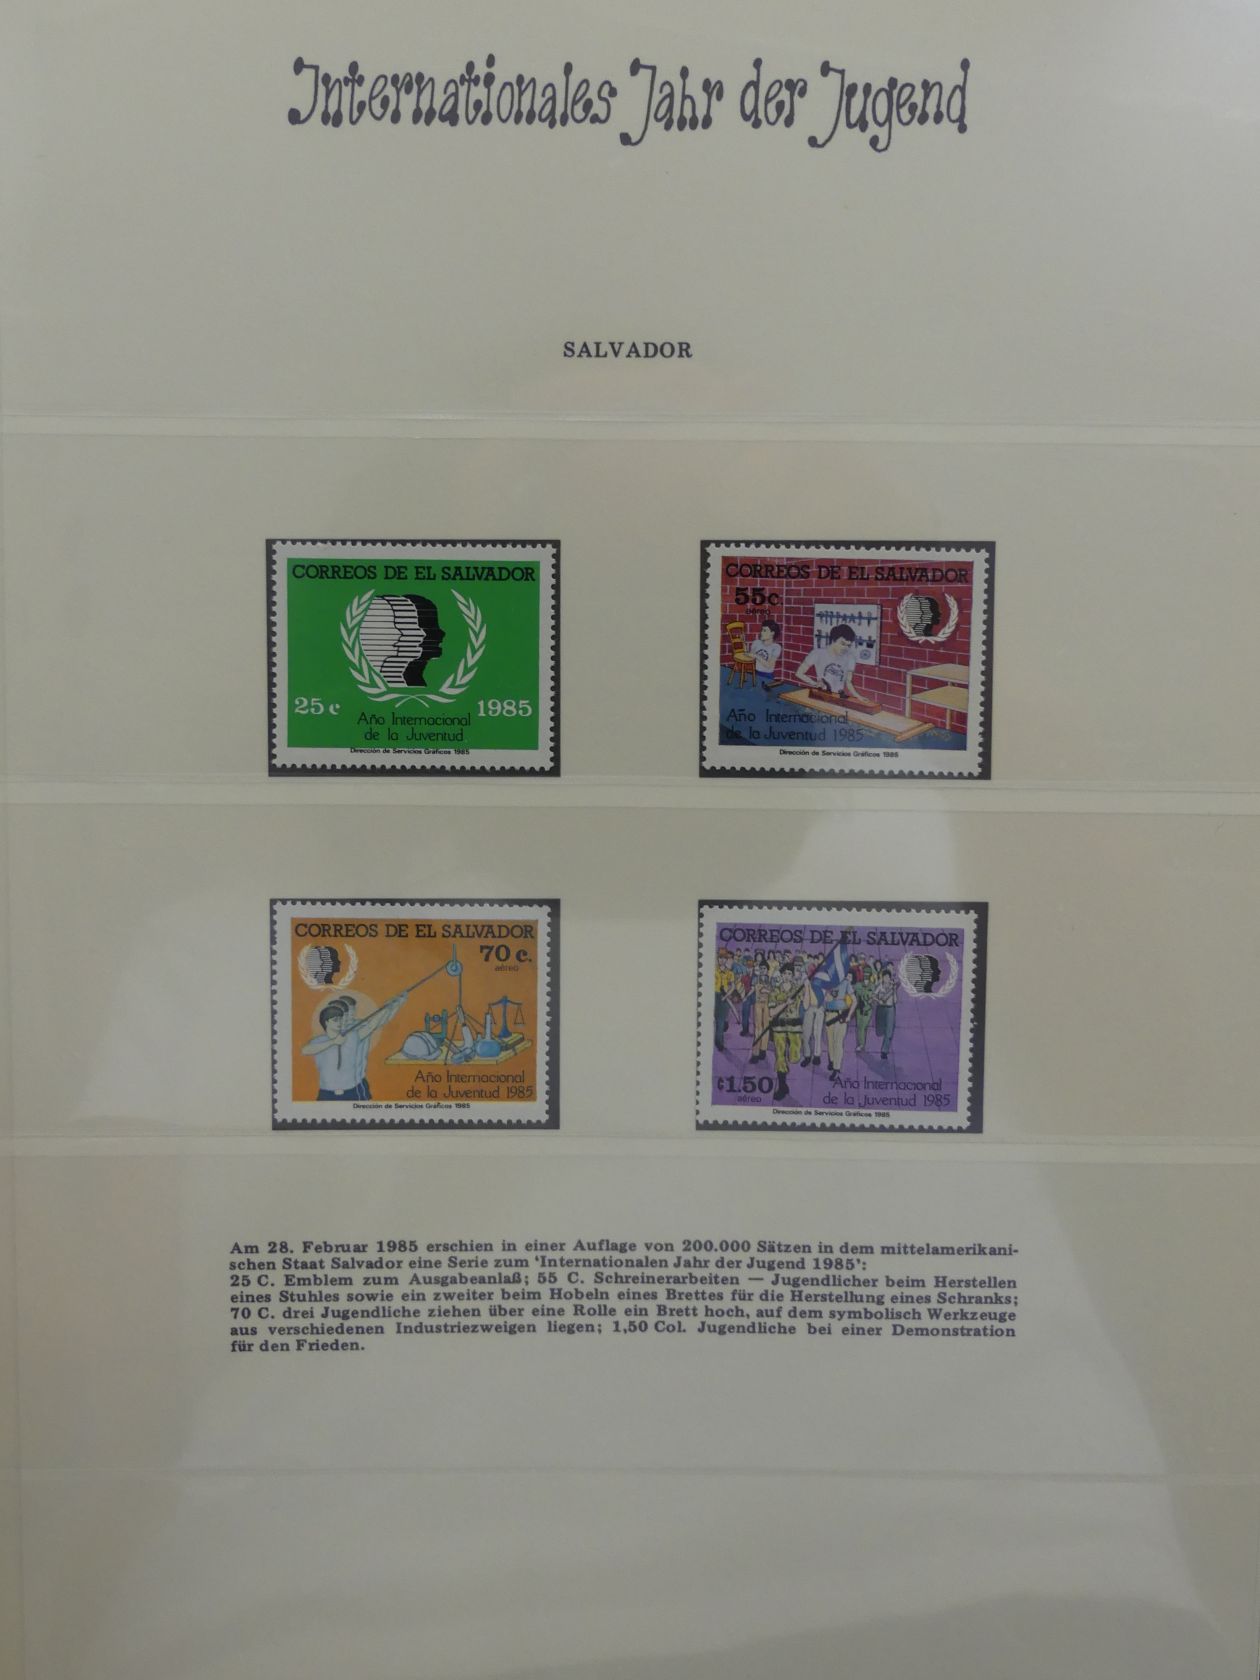 Internationales Jahr der Jugend
SALVADOR
CORREOS DE EL SALVADOR
25 c
1985
Año Internacional
de la Juventud
Dirección de Servicios Gráficos 1985
CORREOS DE EL SALVADOR
55c.
aéreo
Año Internacional
de la Juventud 1985
Dirección de Servicios Gráficos 1985
CORREOS DE EL SALVADOR
70 c.
aéreo
Año Internacional
de la Juventud 1985
Dirección de Servicios Gráficos 1985
CORREOS DE EL SALVADOR
¢1.50
aéreo
Año Internacional
de la Juventud 1985
Dirección de Servicios Gráficos 1985
Am 28. Februar 1985 erschien in einer Auflage von 200.000 Sätzen in dem mittelamerikani-
schen Staat Salvador eine Serie zum ‘Internationalen Jahr der Jugend 1985’:
25 C. Emblem zum Ausgabeanlaß; 55 C. Schreinerarbeiten — Jugendlicher beim Herstellen
eines Stuhles sowie ein zweiter beim Hobeln eines Brettes für die Herstellung eines Schranks;
70 C. drei Jugendliche ziehen über eine Rolle ein Brett hoch, auf dem symbolisch Werkzeuge
aus verschiedenen Industriezweigen liegen; 1,50 Col. Jugendliche bei einer Demonstration
für den Frieden.